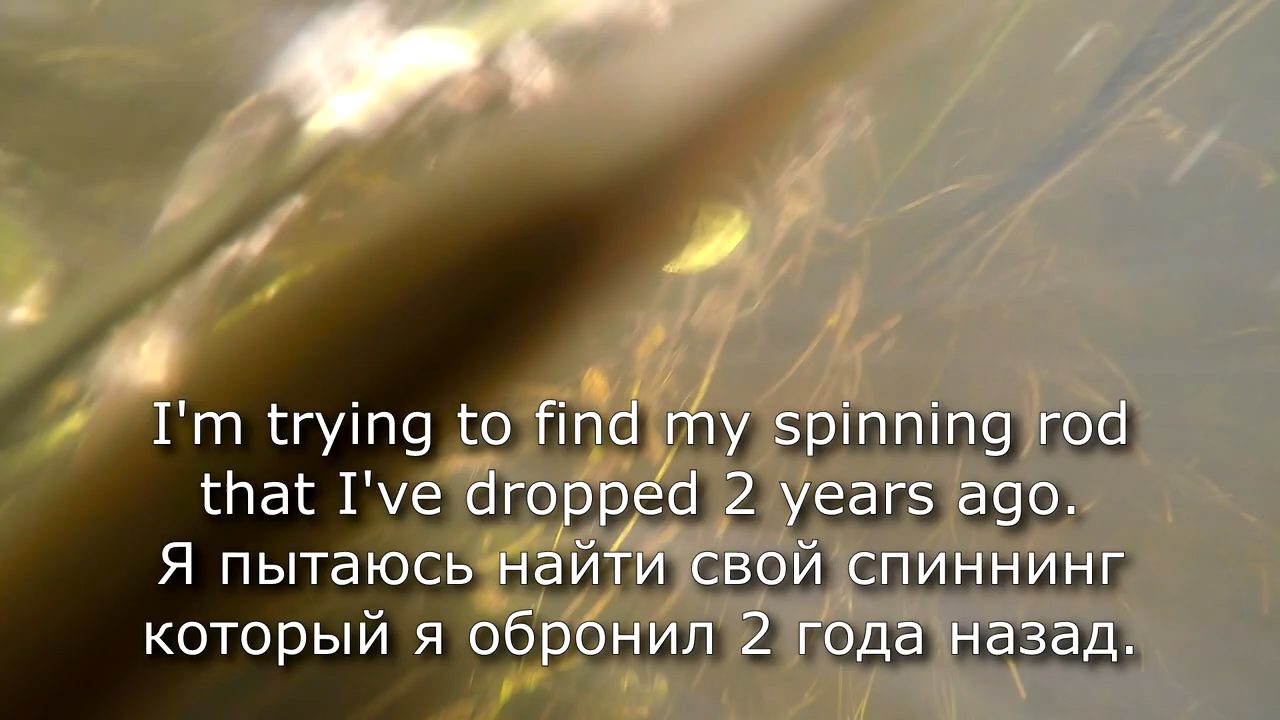 I'm trying to find my spinning rod
that I've dropped 2 years ago.
Я пытаюсь найти свой спиннинг
который я обронил 2 года назад.